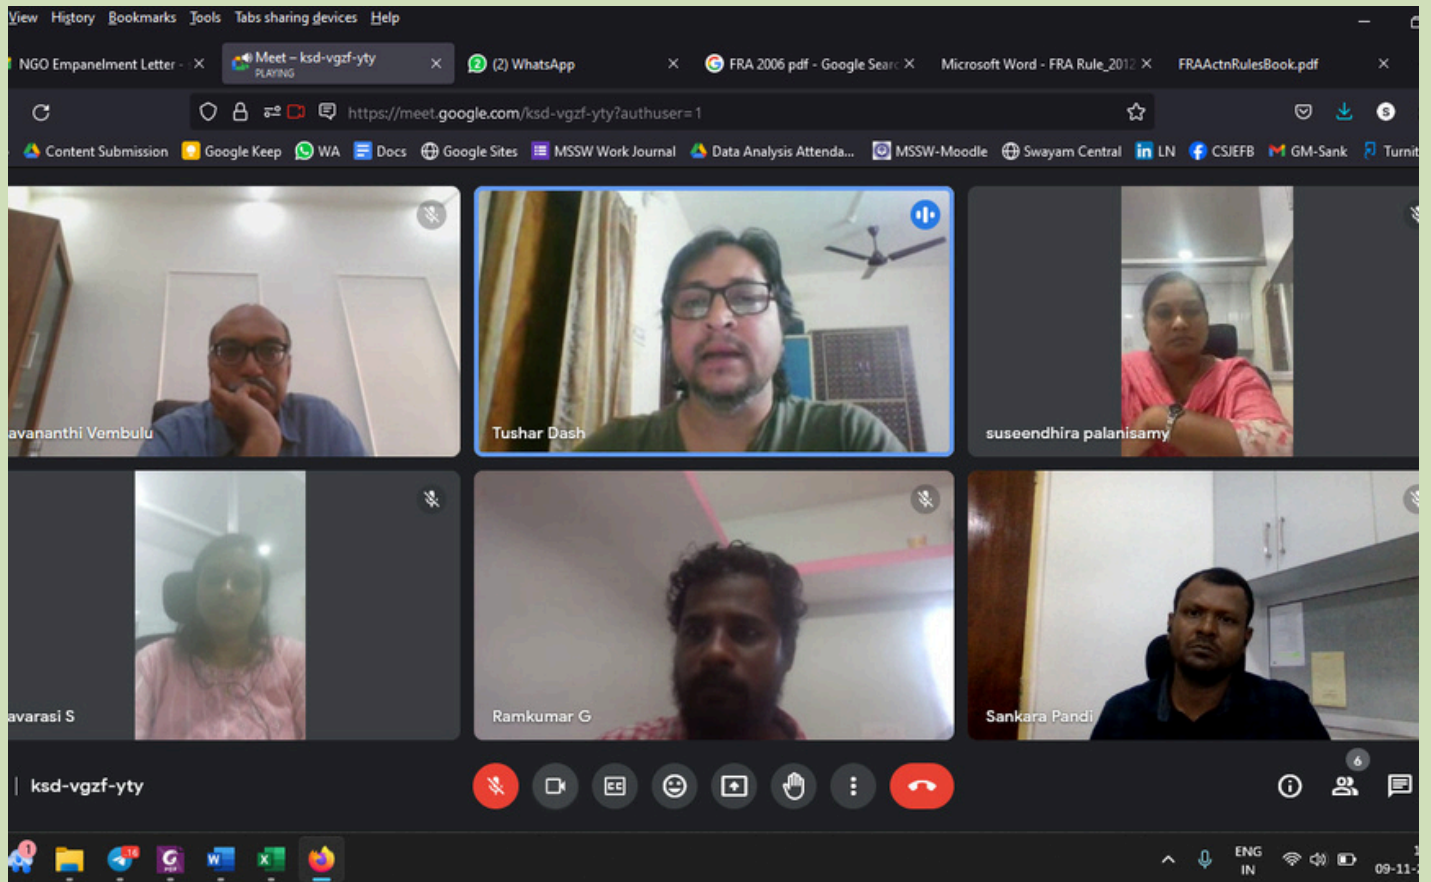 View History Bookmarks Tools Tabs sharing devices Help
NGO Empanelment Letter - Meet – ksd-vgzf-yty (2) WhatsApp FRA 2006 pdf - Google Searc Microsoft Word - FRA Rule_2012 FRAActnRulesBook.pdf
PLAYING
https://meet.google.com/ksd-vgzf-yty?authuser=1 S
Content Submission Google Keep WA Docs Google Sites MSSW Work Journal Data Analysis Attenda... MSSW-Moodle Swayam Central LN CSJEFB GM-Sank Turnit
avananthi Vembulu
Tushar Dash
suseendhira palanisamy
avarasi S
Ramkumar G
Sankara Pandi
| ksd-vgzf-yty
CC
6
1
16
ENG
IN
09-11-